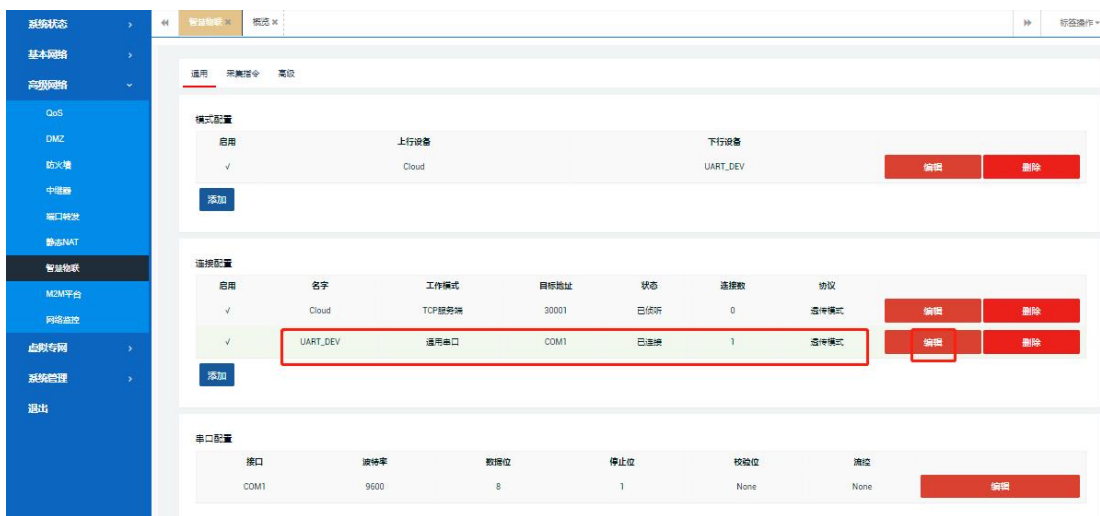 系统状态
基本网络
高级网络
QoS
DMZ
防火墙
中继器
端口转发
静态NAT
智慧物联
M2M平台
网络监控
虚拟专网
系统管理
退出
智慧物联 概览 标签操作
通用 采集指令 高级
模式配置
启用 上行设备 下行设备
√ Cloud UART_DEV 编辑 删除
添加
连接配置
启用 名字 工作模式 目标地址 状态 连接数 协议
√ Cloud TCP服务端 30001 已侦听 0 透传模式 编辑 删除
√ UART_DEV 通用串口 COM1 已连接 1 透传模式 编辑 删除
添加
串口配置
接口 波特率 数据位 停止位 校验位 流控
COM1 9600 8 1 None None 编辑